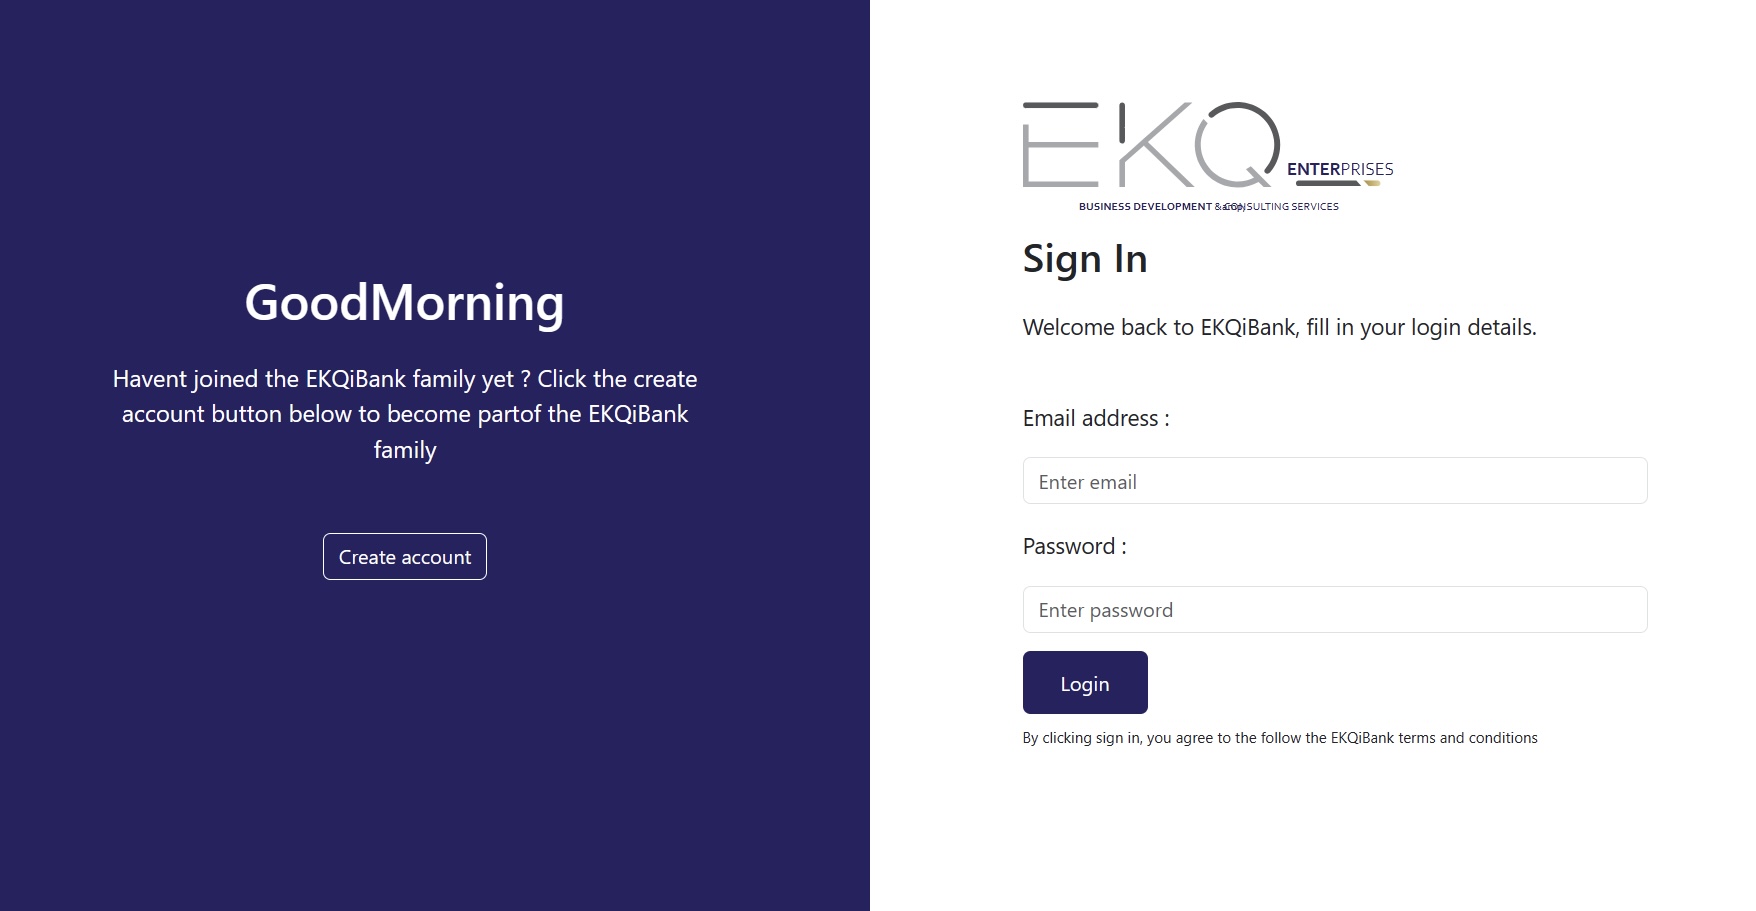 GoodMorning
Havent joined the EKQiBank family yet ? Click the create
account button below to become partof the EKQiBank
family
Create account
EKQ ENTERPRISES
BUSINESS DEVELOPMENT &amp; CONSULTING SERVICES
Sign In
Welcome back to EKQiBank, fill in your login details.
Email address :
Enter email
Password :
Enter password
Login
By clicking sign in, you agree to the follow the EKQiBank terms and conditions